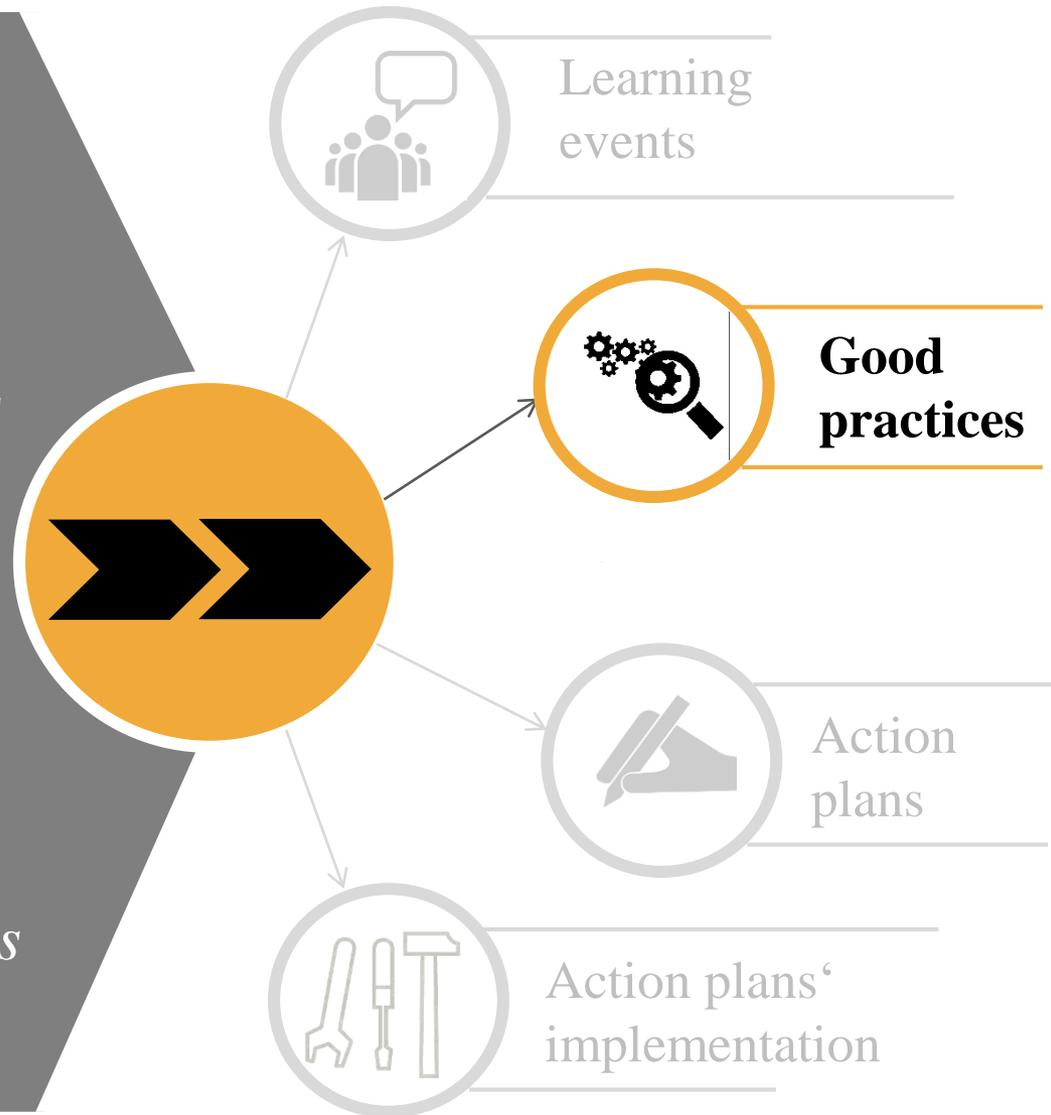 Learning
events
Good
practices
Action
plans
s
Action plans‘
implementation